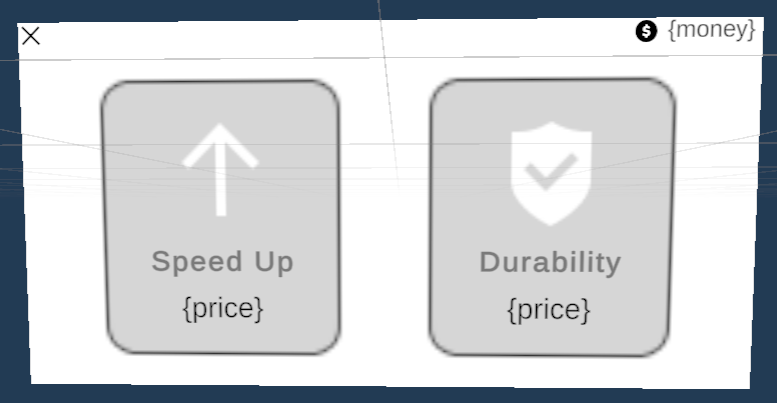 {money}
Speed Up
{price}
Durability
{price}